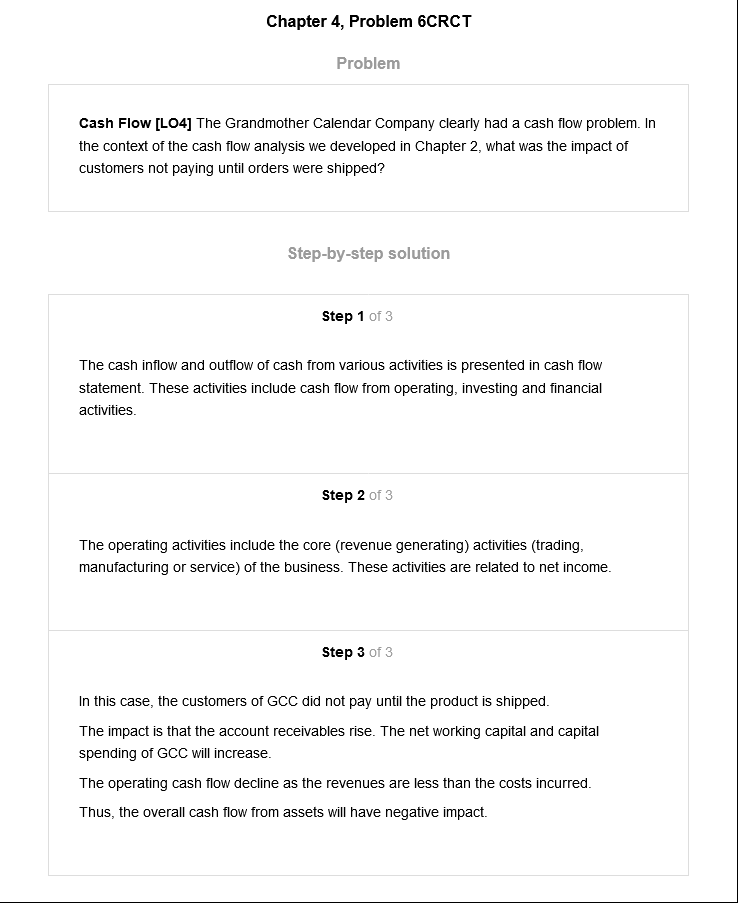 Chapter 4, Problem 6CRCT
Problem
Cash Flow [LO4] The Grandmother Calendar Company clearly had a cash flow problem. In
the context of the cash flow analysis we developed in Chapter 2, what was the impact of
customers not paying until orders were shipped?
Step-by-step solution
Step 1 of 3
The cash inflow and outflow of cash from various activities is presented in cash flow
statement. These activities include cash flow from operating, investing and financial
activities.
Step 2 of 3
The operating activities include the core (revenue generating) activities (trading,
manufacturing or service) of the business. These activities are related to net income.
Step 3 of 3
In this case, the customers of GCC did not pay until the product is shipped.
The impact is that the account receivables rise. The net working capital and capital
spending of GCC will increase.
The operating cash flow decline as the revenues are less than the costs incurred.
Thus, the overall cash flow from assets will have negative impact.